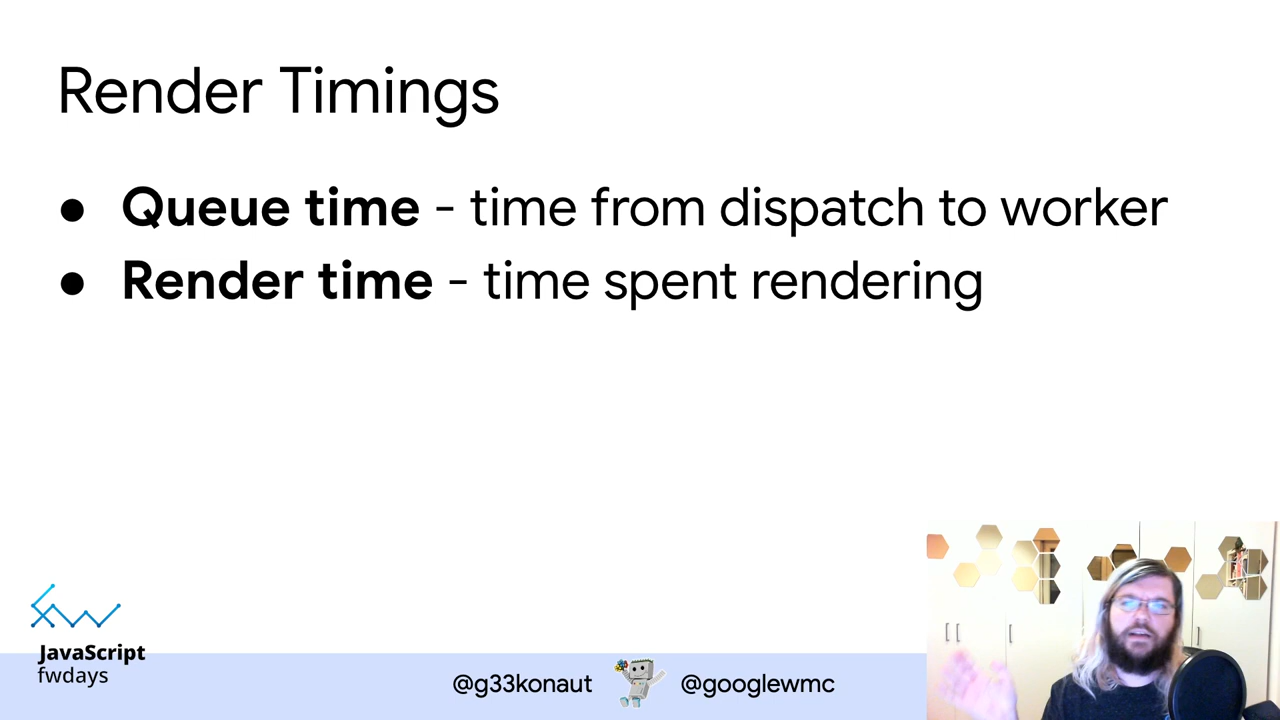 Render Timings
● Queue time - time from dispatch to worker
● Render time - time spent rendering
JavaScript
fwdays
@g33konaut @googlewmc